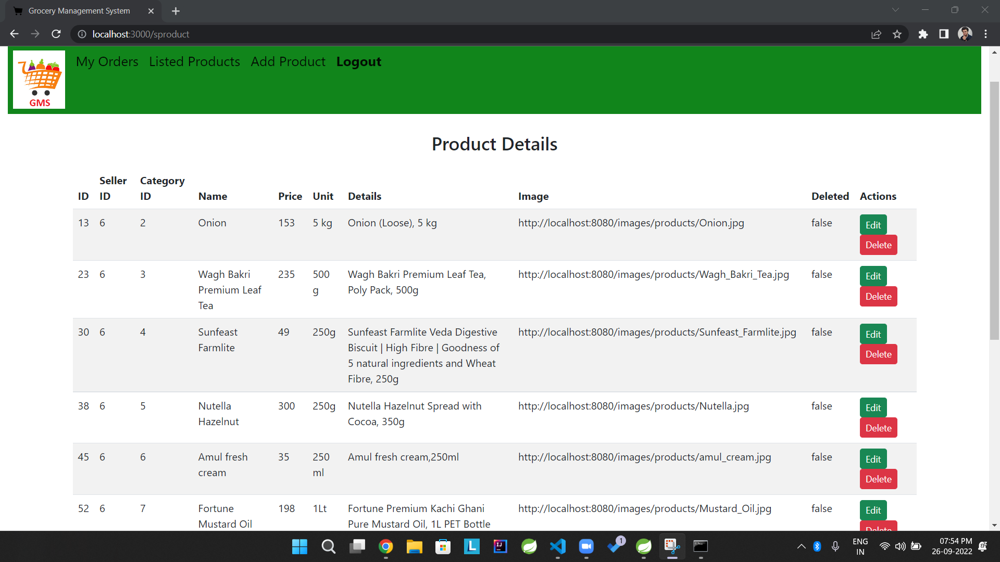 Grocery Management System
localhost:3000/sproduct
My Orders Listed Products Add Product Logout
GMS
Product Details
ID Seller ID Category ID Name Price Unit Details Image Deleted Actions
13 6 2 Onion 153 5 kg Onion (Loose), 5 kg http://localhost:8080/images/products/Onion.jpg false Edit
Delete
23 6 3 Wagh Bakri 235 500 Wagh Bakri Premium Leaf Tea, http://localhost:8080/images/products/Wagh_Bakri_Tea.jpg false Edit
Premium Leaf g Poly Pack, 500g Delete
Tea
30 6 4 Sunfeast 49 250g Sunfeast Farmlite Veda Digestive http://localhost:8080/images/products/Sunfeast_Farmlite.jpg false Edit
Farmlite Biscuit | High Fibre | Goodness of Delete
5 natural ingredients and Wheat
Fibre, 250g
38 6 5 Nutella 300 250g Nutella Hazelnut Spread with http://localhost:8080/images/products/Nutella.jpg false Edit
Hazelnut Cocoa, 350g Delete
45 6 6 Amul fresh 35 250 Amul fresh cream,250ml http://localhost:8080/images/products/amul_cream.jpg false Edit
cream ml Delete
52 6 7 Fortune 198 1Lt Fortune Premium Kachi Ghani http://localhost:8080/images/products/Mustard_Oil.jpg false Edit
Mustard Oil Pure Mustard Oil, 1L PET Bottle Delete
L IJ 1 ENG 07:54 PM
IN 26-09-2022